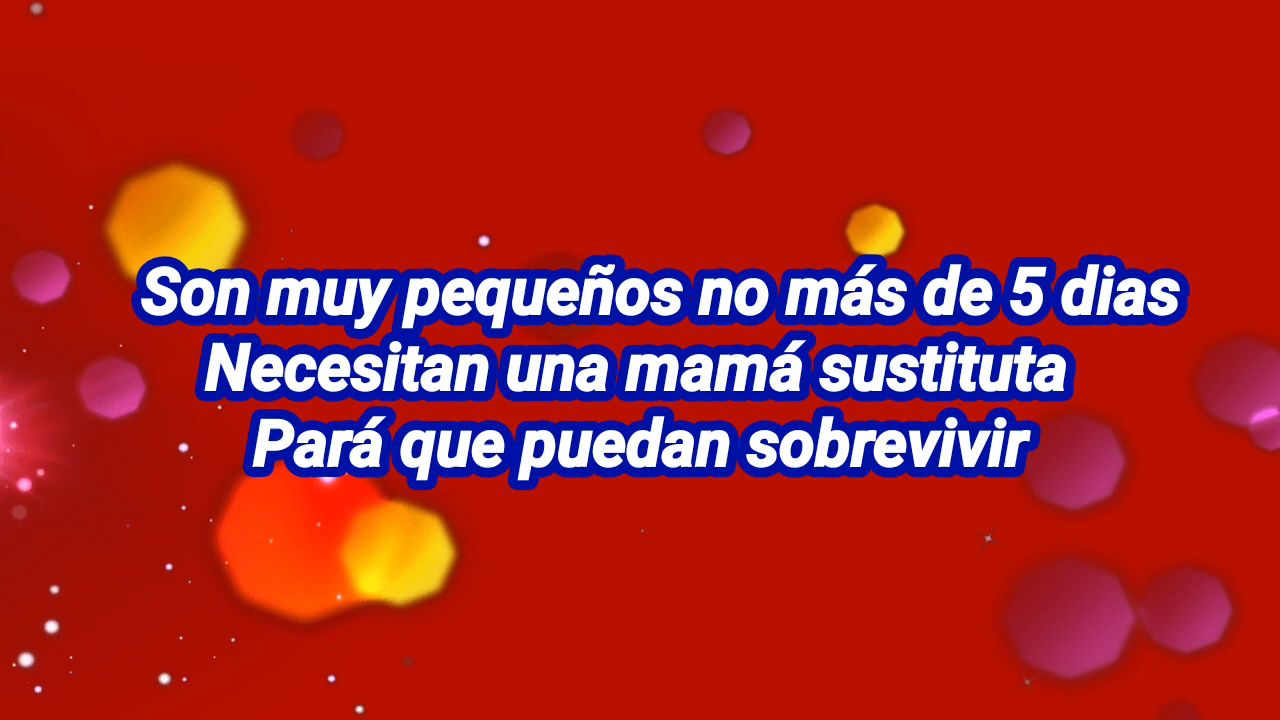 Son muy pequeños no más de 5 dias
Necesitan una mamá sustituta
Pará que puedan sobrevivir